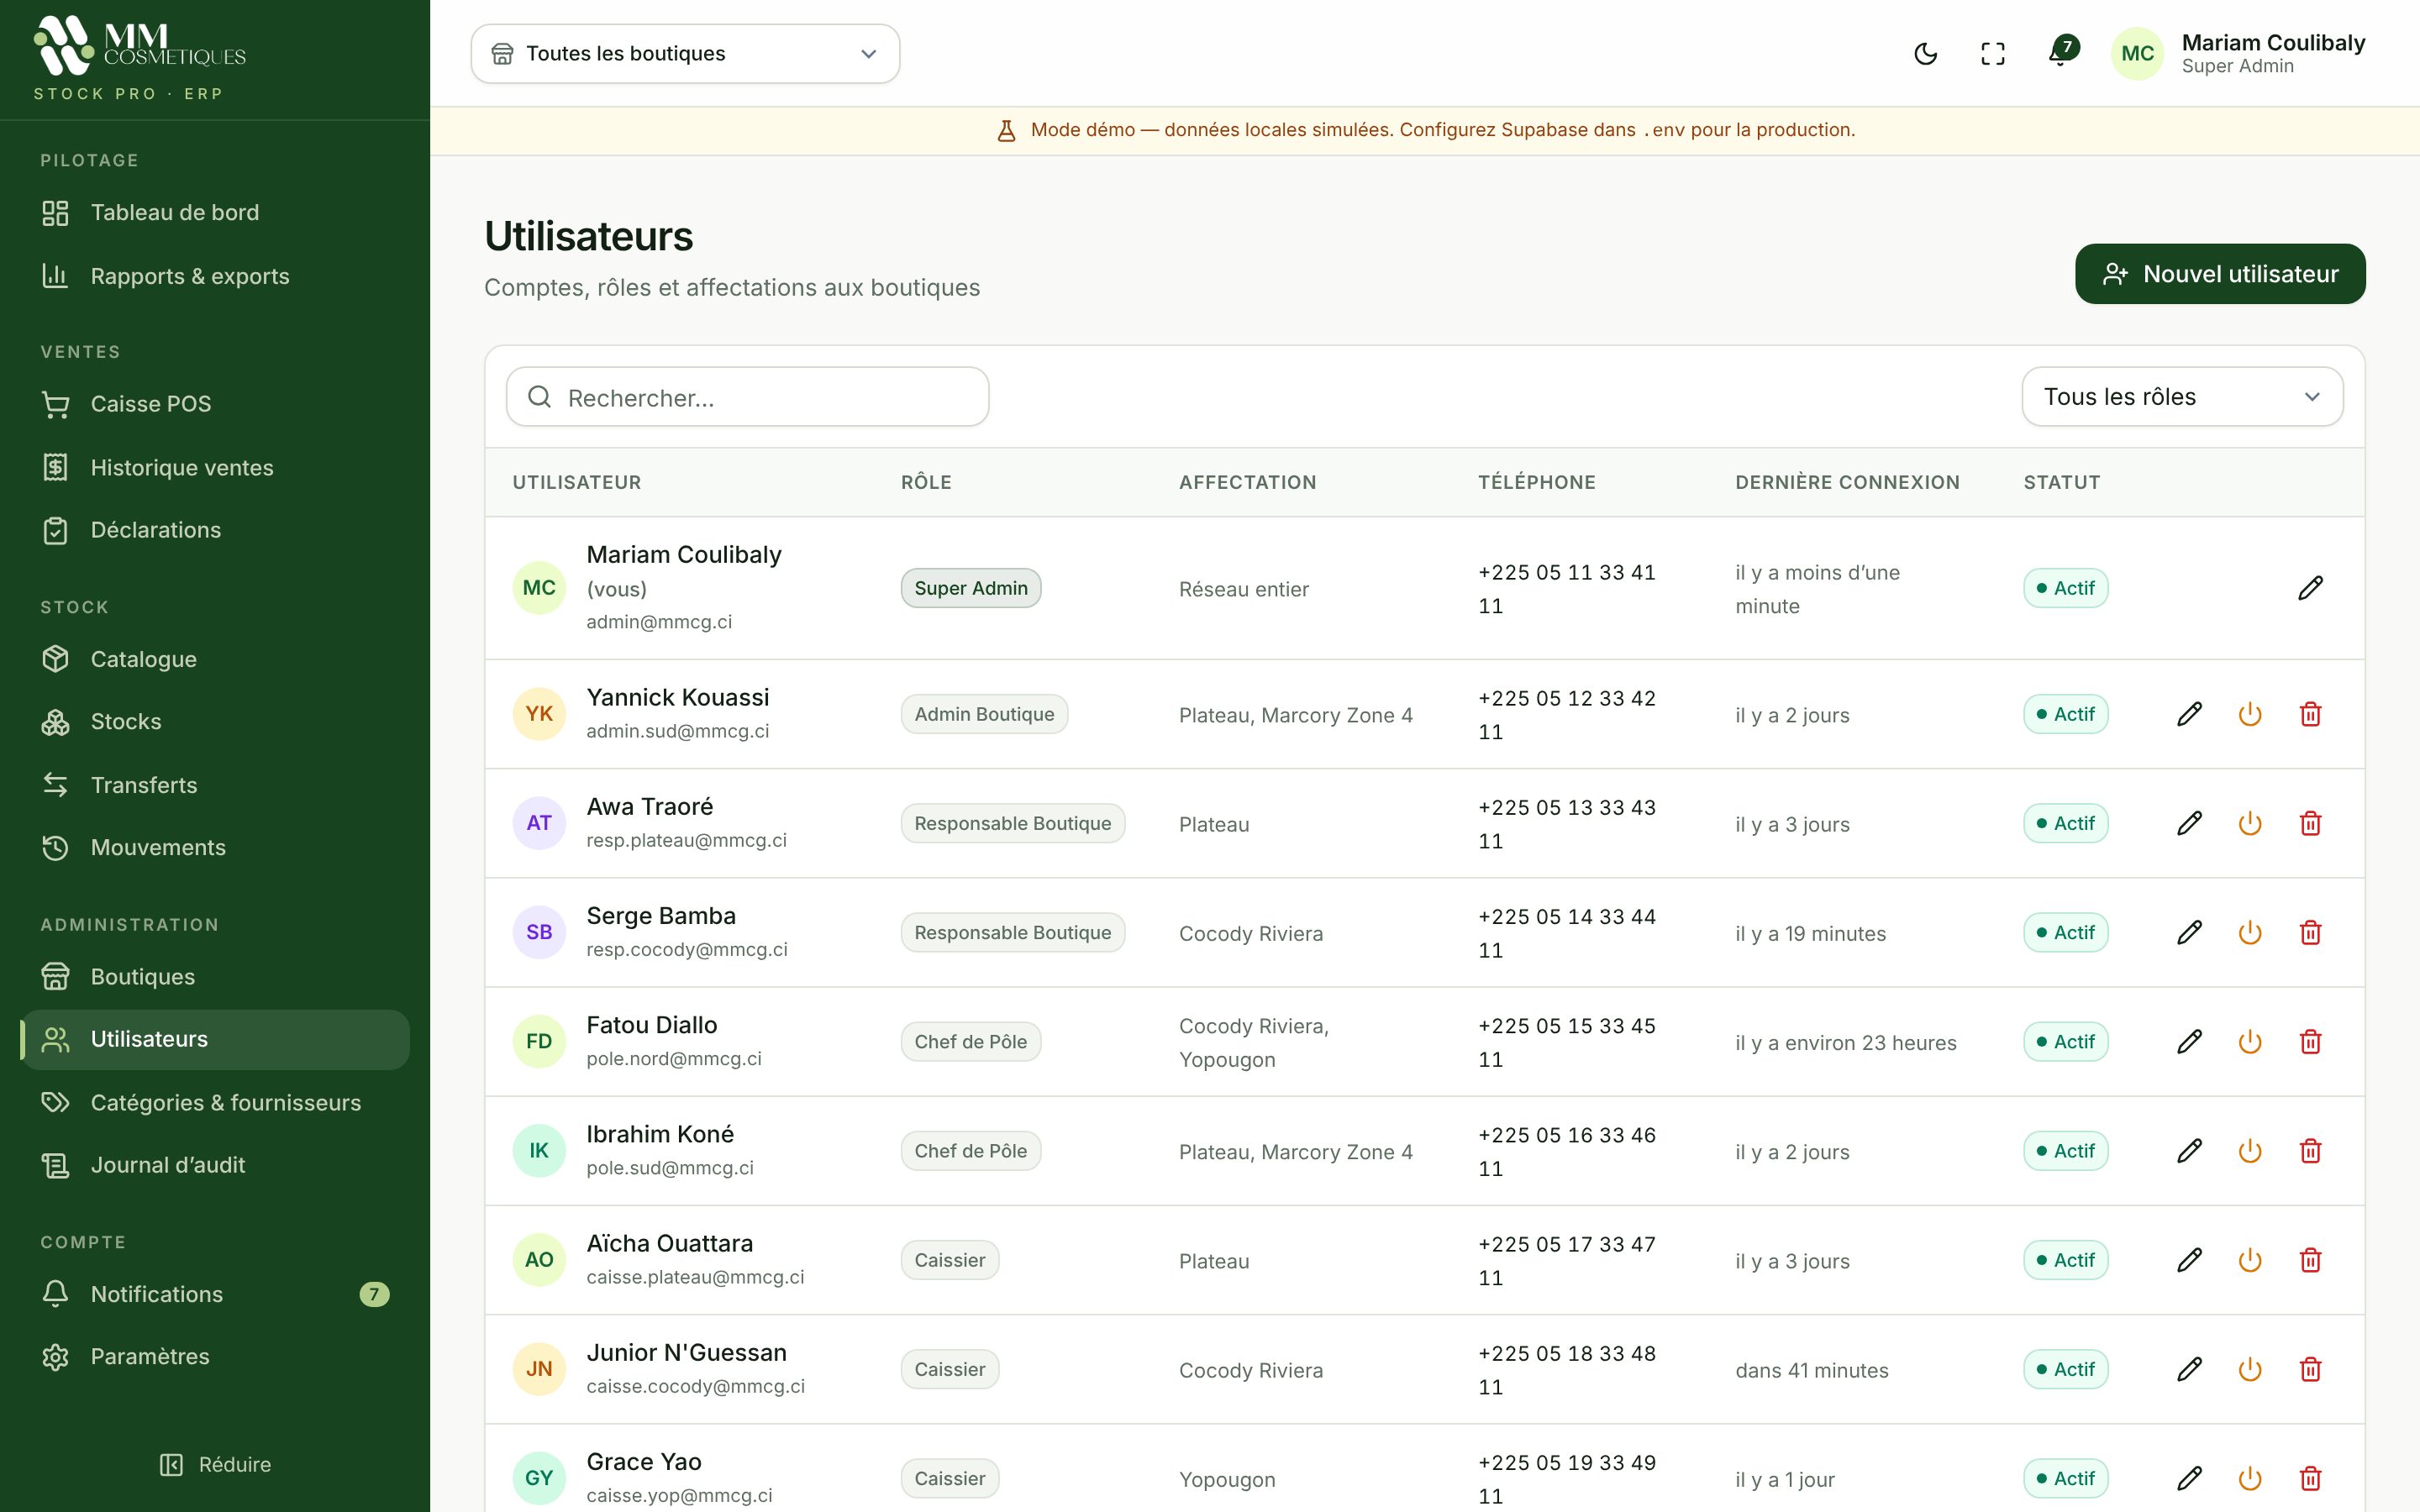 MM
COSMETIQUES
STOCK PRO · ERP
PILOTAGE
Tableau de bord
Rapports & exports
VENTES
Caisse POS
Historique ventes
Déclarations
STOCK
Catalogue
Stocks
Transferts
Mouvements
ADMINISTRATION
Boutiques
Utilisateurs
Catégories & fournisseurs
Journal d’audit
COMPTE
Notifications 7
Paramètres
Réduire
Toutes les boutiques
7
MC
Mariam Coulibaly
Super Admin
Mode démo — données locales simulées. Configurez Supabase dans .env pour la production.
Utilisateurs
Comptes, rôles et affectations aux boutiques
Nouvel utilisateur
Rechercher...
Tous les rôles
UTILISATEUR RÔLE AFFECTATION TÉLÉPHONE DERNIÈRE CONNEXION STATUT
MC
Mariam Coulibaly
(vous)
admin@mmcg.ci
Super Admin
Réseau entier
+225 05 11 33 41
11
il y a moins d’une
minute
Actif
YK
Yannick Kouassi
admin.sud@mmcg.ci
Admin Boutique
Plateau, Marcory Zone 4
+225 05 12 33 42
11
il y a 2 jours
Actif
AT
Awa Traoré
resp.plateau@mmcg.ci
Responsable Boutique
Plateau
+225 05 13 33 43
11
il y a 3 jours
Actif
SB
Serge Bamba
resp.cocody@mmcg.ci
Responsable Boutique
Cocody Riviera
+225 05 14 33 44
11
il y a 19 minutes
Actif
FD
Fatou Diallo
pole.nord@mmcg.ci
Chef de Pôle
Cocody Riviera,
Yopougon
+225 05 15 33 45
11
il y a environ 23 heures
Actif
IK
Ibrahim Koné
pole.sud@mmcg.ci
Chef de Pôle
Plateau, Marcory Zone 4
+225 05 16 33 46
11
il y a 2 jours
Actif
AO
Aïcha Ouattara
caisse.plateau@mmcg.ci
Caissier
Plateau
+225 05 17 33 47
11
il y a 3 jours
Actif
JN
Junior N'Guessan
caisse.cocody@mmcg.ci
Caissier
Cocody Riviera
+225 05 18 33 48
11
dans 41 minutes
Actif
GY
Grace Yao
caisse.yop@mmcg.ci
Caissier
Yopougon
+225 05 19 33 49
11
il y a 1 jour
Actif